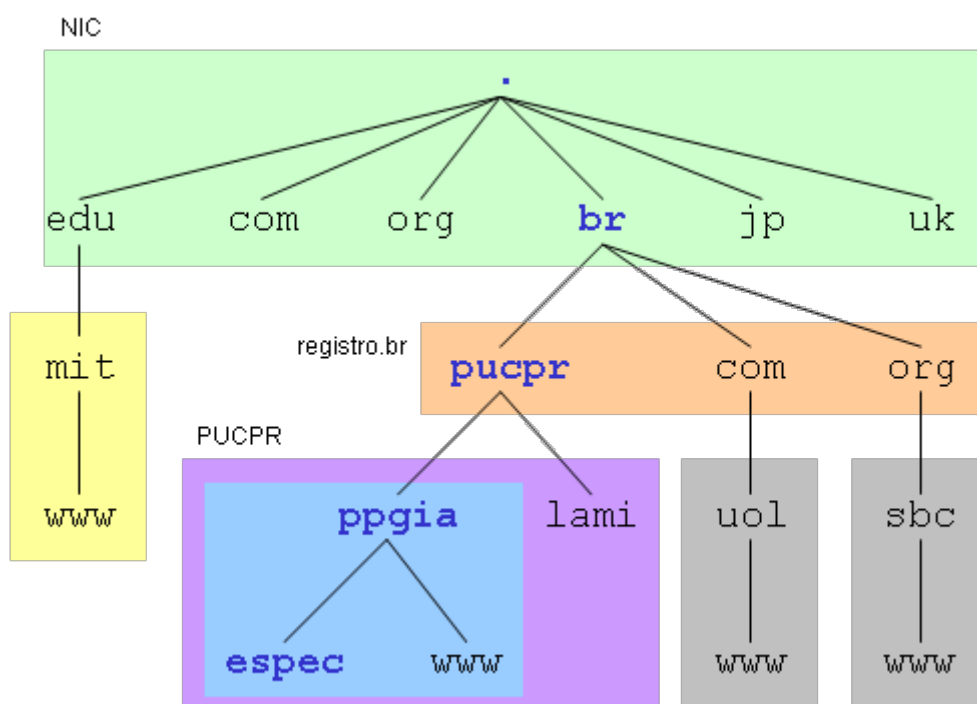 NIC
.
edu com org br jp uk
mit
registro.br
pucpr com org
PUCPR
www
ppgia lami uol sbc
espec www www www